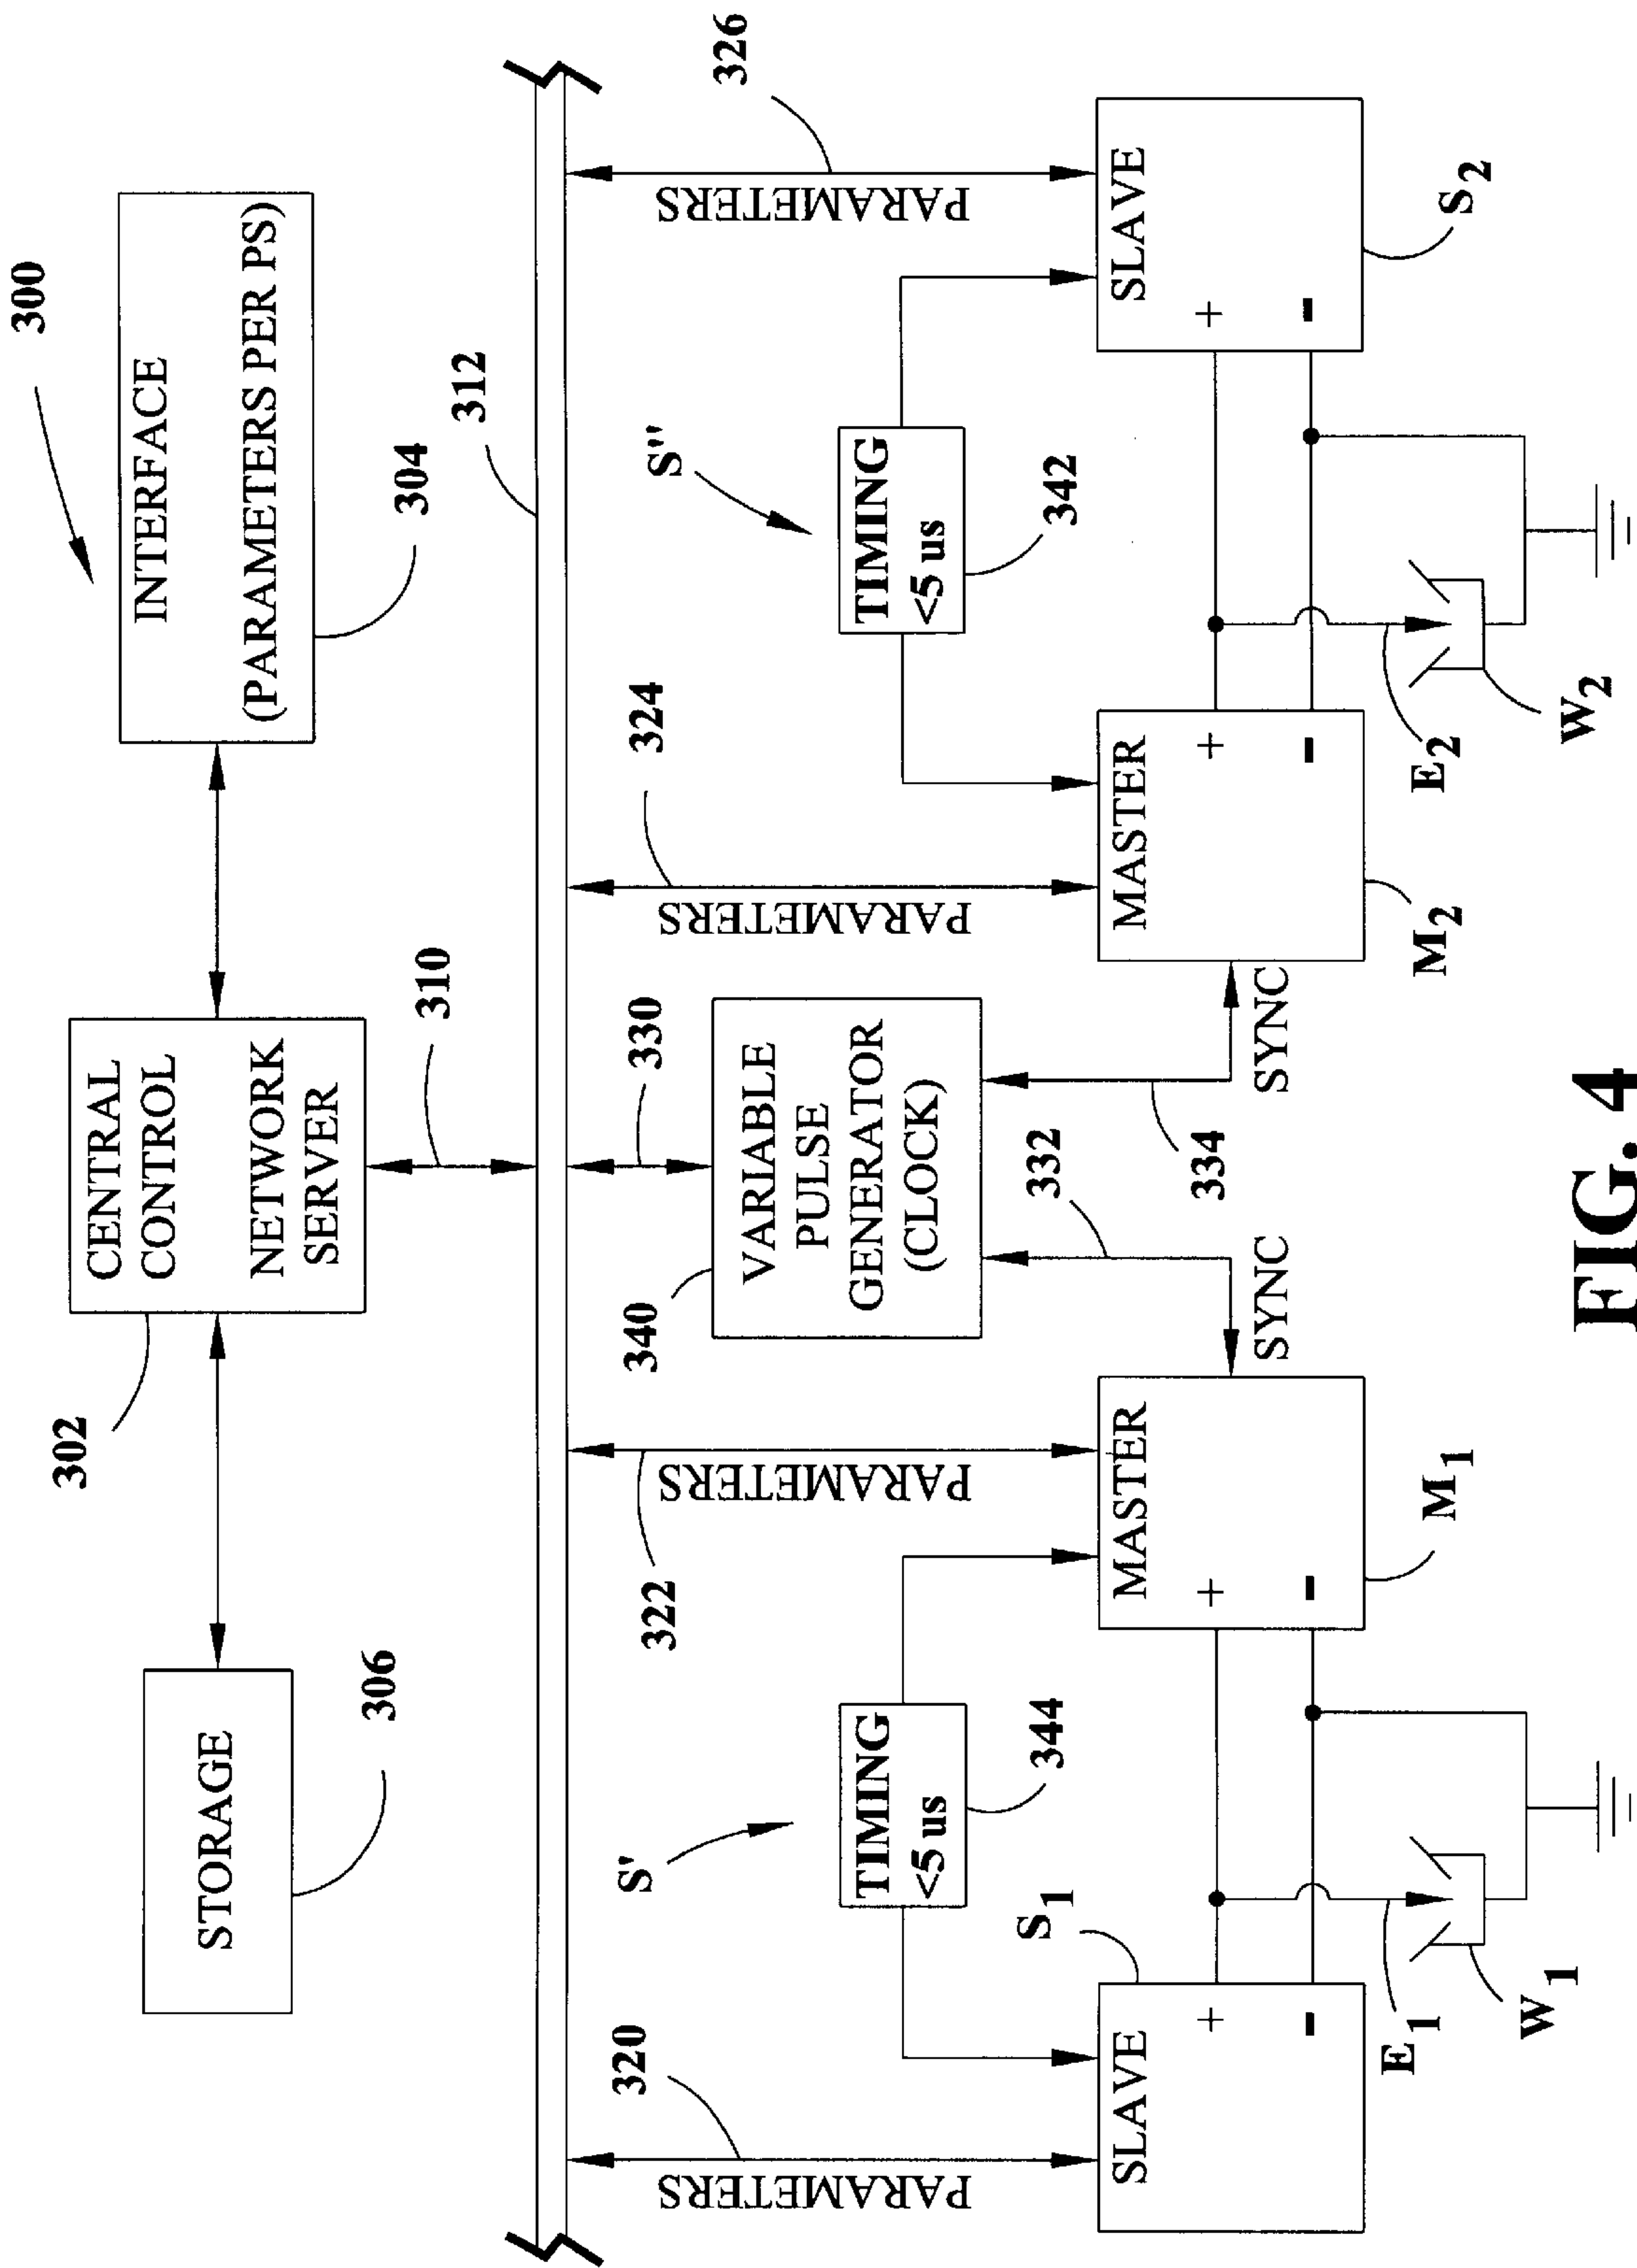 300
INTERFACE
(PARAMETERS PER PS)
304
CENTRAL
CONTROL
NETWORK
SERVER
302
STORAGE
306
310
312
320
PARAMETERS
322
PARAMETERS
330
324
PARAMETERS
326
PARAMETERS
340
VARIABLE
PULSE
GENERATOR
(CLOCK)
332
SYNC
334
SYNC
S'
TIMING
<5 us
344
S"
TIMING
<5 us
342
SLAVE
+
-
S1
MASTER
+
-
M1
E1
W1
MASTER
+
-
M2
SLAVE
+
-
S2
E2
W2
FIG. 4